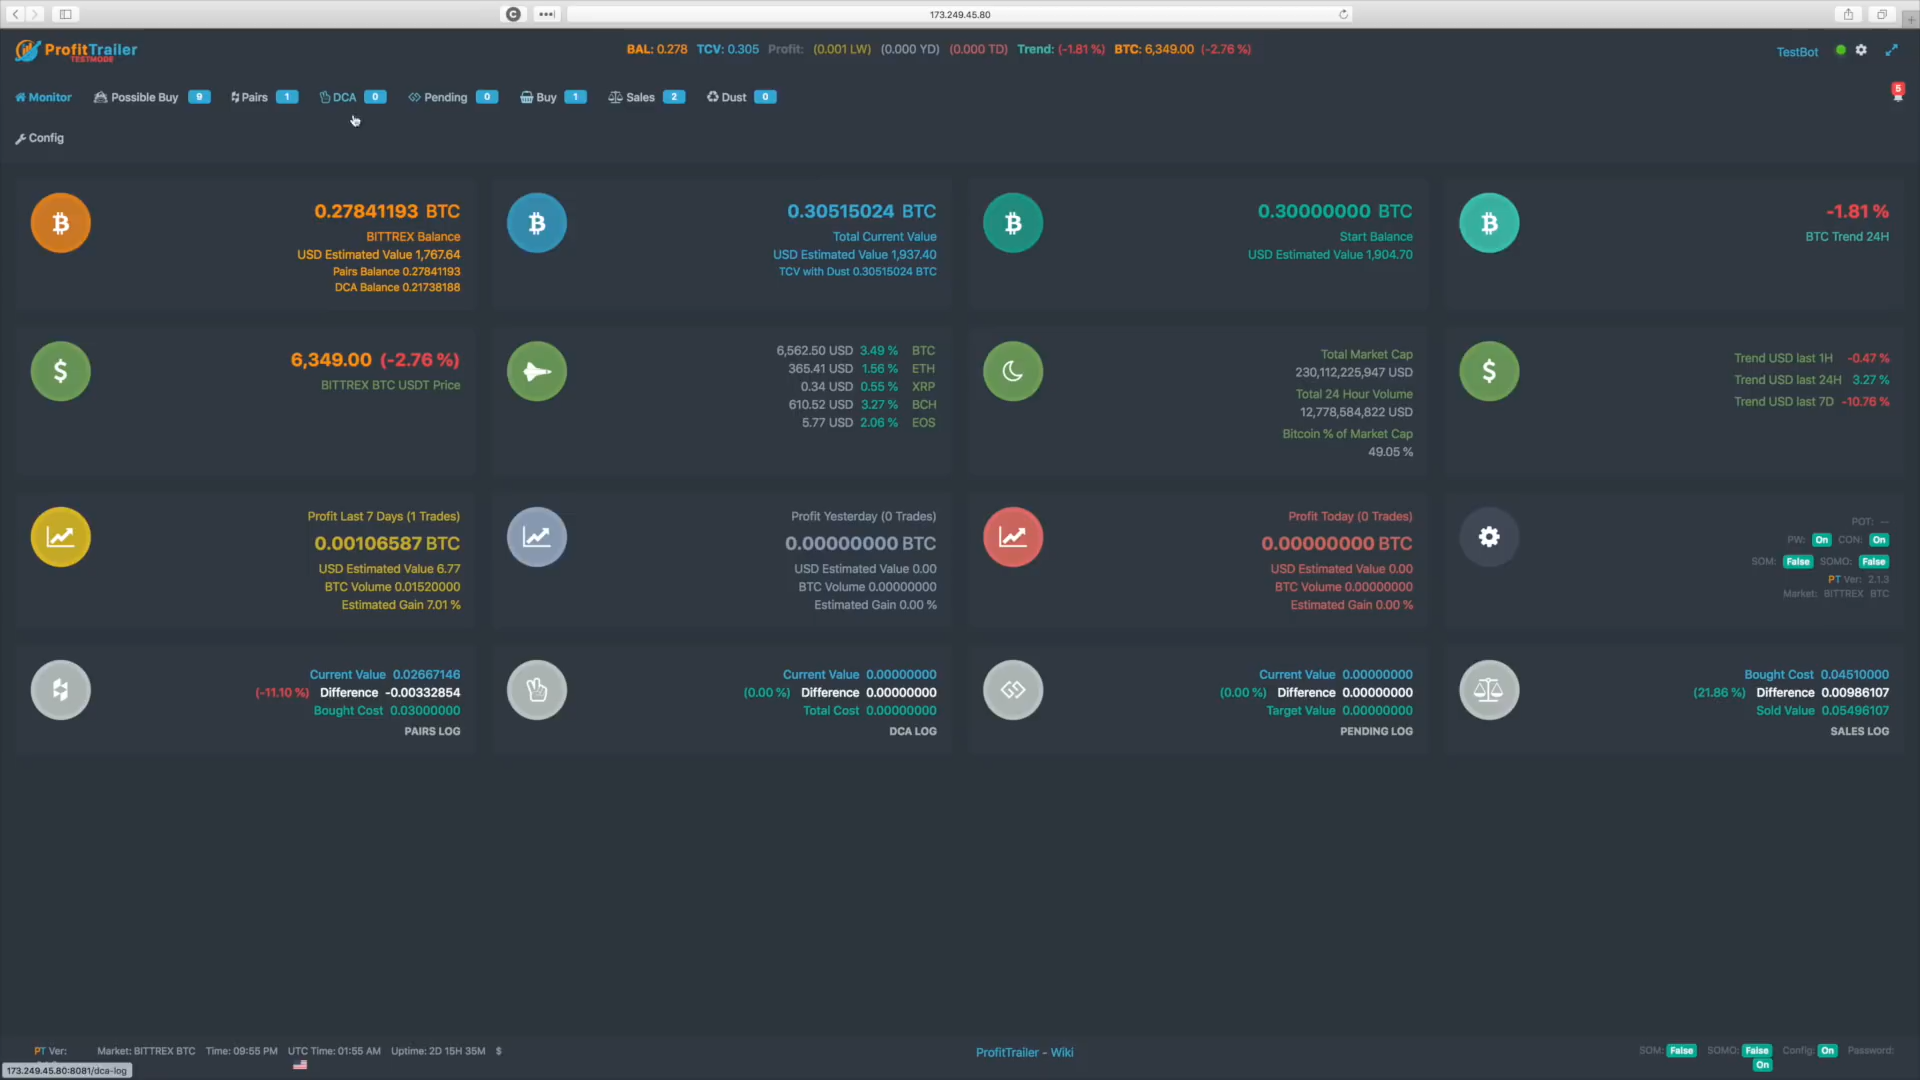 173.249.45.80
ProfitTrailer
TESTMODE
BAL: 0.278 TCV: 0.305 Profit: (0.001 LW) (0.000 YD) (0.000 TD) Trend: (-1.81 %) BTC: 6,349.00 (-2.76 %)
TestBot
Monitor Possible Buy 9 Pairs 1 DCA 0 Pending 0 Buy 1 Sales 2 Dust 0
5
Config
0.27841193 BTC
BITTREX Balance
USD Estimated Value 1,767.64
Pairs Balance 0.27841193
DCA Balance 0.21738188
0.30515024 BTC
Total Current Value
USD Estimated Value 1,937.40
TCV with Dust 0.30515024 BTC
0.30000000 BTC
Start Balance
USD Estimated Value 1,904.70
-1.81 %
BTC Trend 24H
6,349.00 (-2.76 %)
BITTREX BTC USDT Price
6,562.50 USD 3.49 % BTC
365.41 USD 1.56 % ETH
0.34 USD 0.55 % XRP
610.52 USD 3.27 % BCH
5.77 USD 2.06 % EOS
Total Market Cap
230,112,225,947 USD
Total 24 Hour Volume
12,778,584,822 USD
Bitcoin % of Market Cap
49.05 %
Trend USD last 1H -0.47 %
Trend USD last 24H 3.27 %
Trend USD last 7D -10.76 %
Profit Last 7 Days (1 Trades)
0.00106587 BTC
USD Estimated Value 6.77
BTC Volume 0.01520000
Estimated Gain 7.01 %
Profit Yesterday (0 Trades)
0.00000000 BTC
USD Estimated Value 0.00
BTC Volume 0.00000000
Estimated Gain 0.00 %
Profit Today (0 Trades)
0.00000000 BTC
USD Estimated Value 0.00
BTC Volume 0.00000000
Estimated Gain 0.00 %
POT: --
PW: On CON: On
SOM: False SOMO: False
PT Ver: 2.1.3
Market: BITTREX BTC
Current Value 0.02667146
(-11.10 %) Difference -0.00332854
Bought Cost 0.03000000
PAIRS LOG
Current Value 0.00000000
(0.00 %) Difference 0.00000000
Total Cost 0.00000000
DCA LOG
Current Value 0.00000000
(0.00 %) Difference 0.00000000
Target Value 0.00000000
PENDING LOG
Bought Cost 0.04510000
(21.86 %) Difference 0.00986107
Sold Value 0.05496107
SALES LOG
PT Ver: Market: BITTREX BTC Time: 09:55 PM UTC Time: 01:55 AM Uptime: 2D 15H 35M $
ProfitTrailer - Wiki
SOM: False SOMO: False Config: On Password:
On
173.249.45.80:8081/dca-log